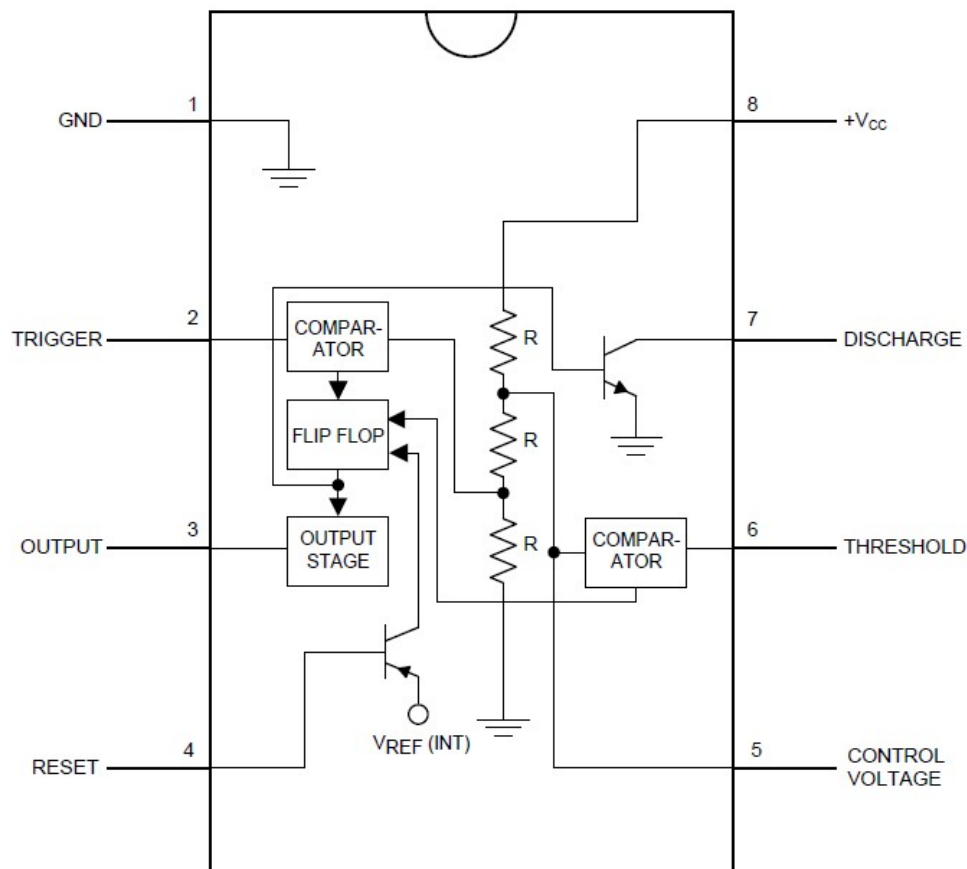 1
8
GND
+VCC
2
7
TRIGGER
COMPAR-
ATOR
R
DISCHARGE
FLIP FLOP
R
3
6
OUTPUT
OUTPUT
STAGE
R
COMPAR-
ATOR
THRESHOLD
4
VREF (INT)
5
RESET
CONTROL
VOLTAGE